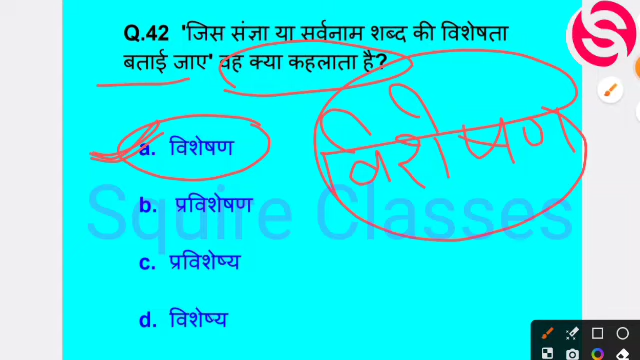 Q.42 'जिस संज्ञा या सर्वनाम शब्द की विशेषता
बताई जाए' वह क्या कहलाता है?
a. विशेषण
विशेषण
b. प्रविशेषण
Squire Classes
c. प्रविशेष्य
d. विशेष्य